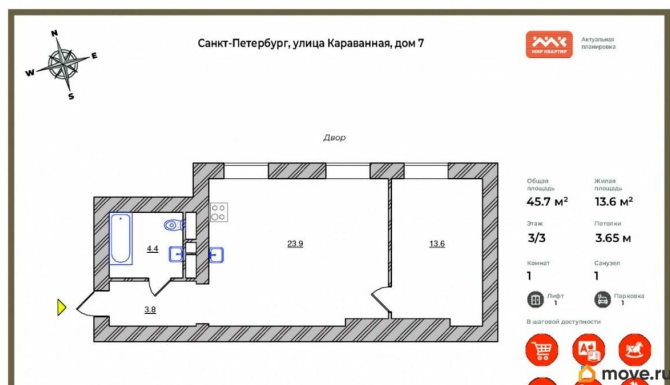 Санкт-Петербург, улица Караванная, дом 7
МИР КВАРТИР
Актуальная
планировка
N
W
E
S
Двор
4.4
23.9
13.6
3.8
Общая
площадь
Жилая
площадь
45.7 м²
13.6 м²
Этаж
Потолки
3/3
3.65 м
Комнат
Санузел
1
1
Лифт
1
Парковка
1
В шаговой доступности
move.ru